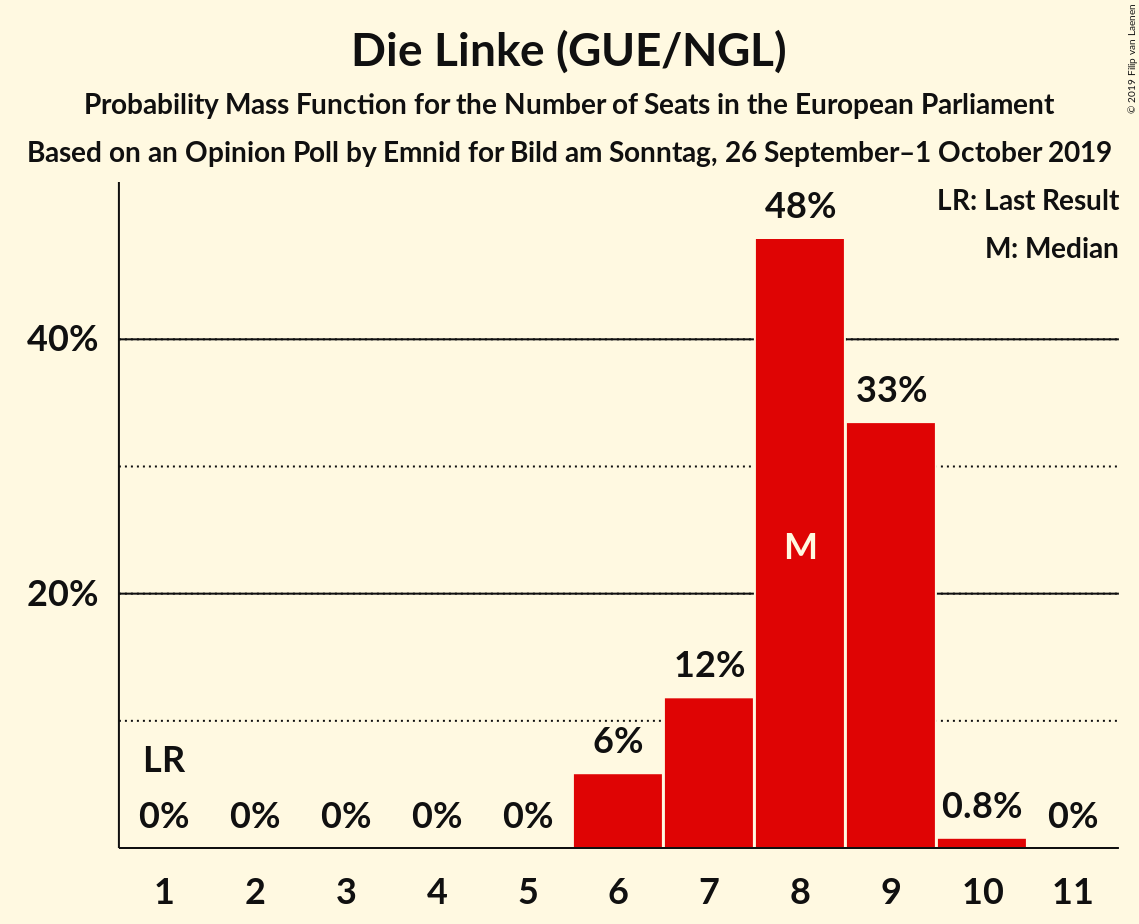 Die Linke (GUE/NGL)
Probability Mass Function for the Number of Seats in the European Parliament
Based on an Opinion Poll by Emnid for Bild am Sonntag, 26 September–1 October 2019
© 2019 Filip van Laenen
LR: Last Result
M: Median
48%
40%
33%
M
20%
12%
6%
LR
0% 0% 0% 0% 0% 0.8% 0%
1 2 3 4 5 6 7 8 9 10 11